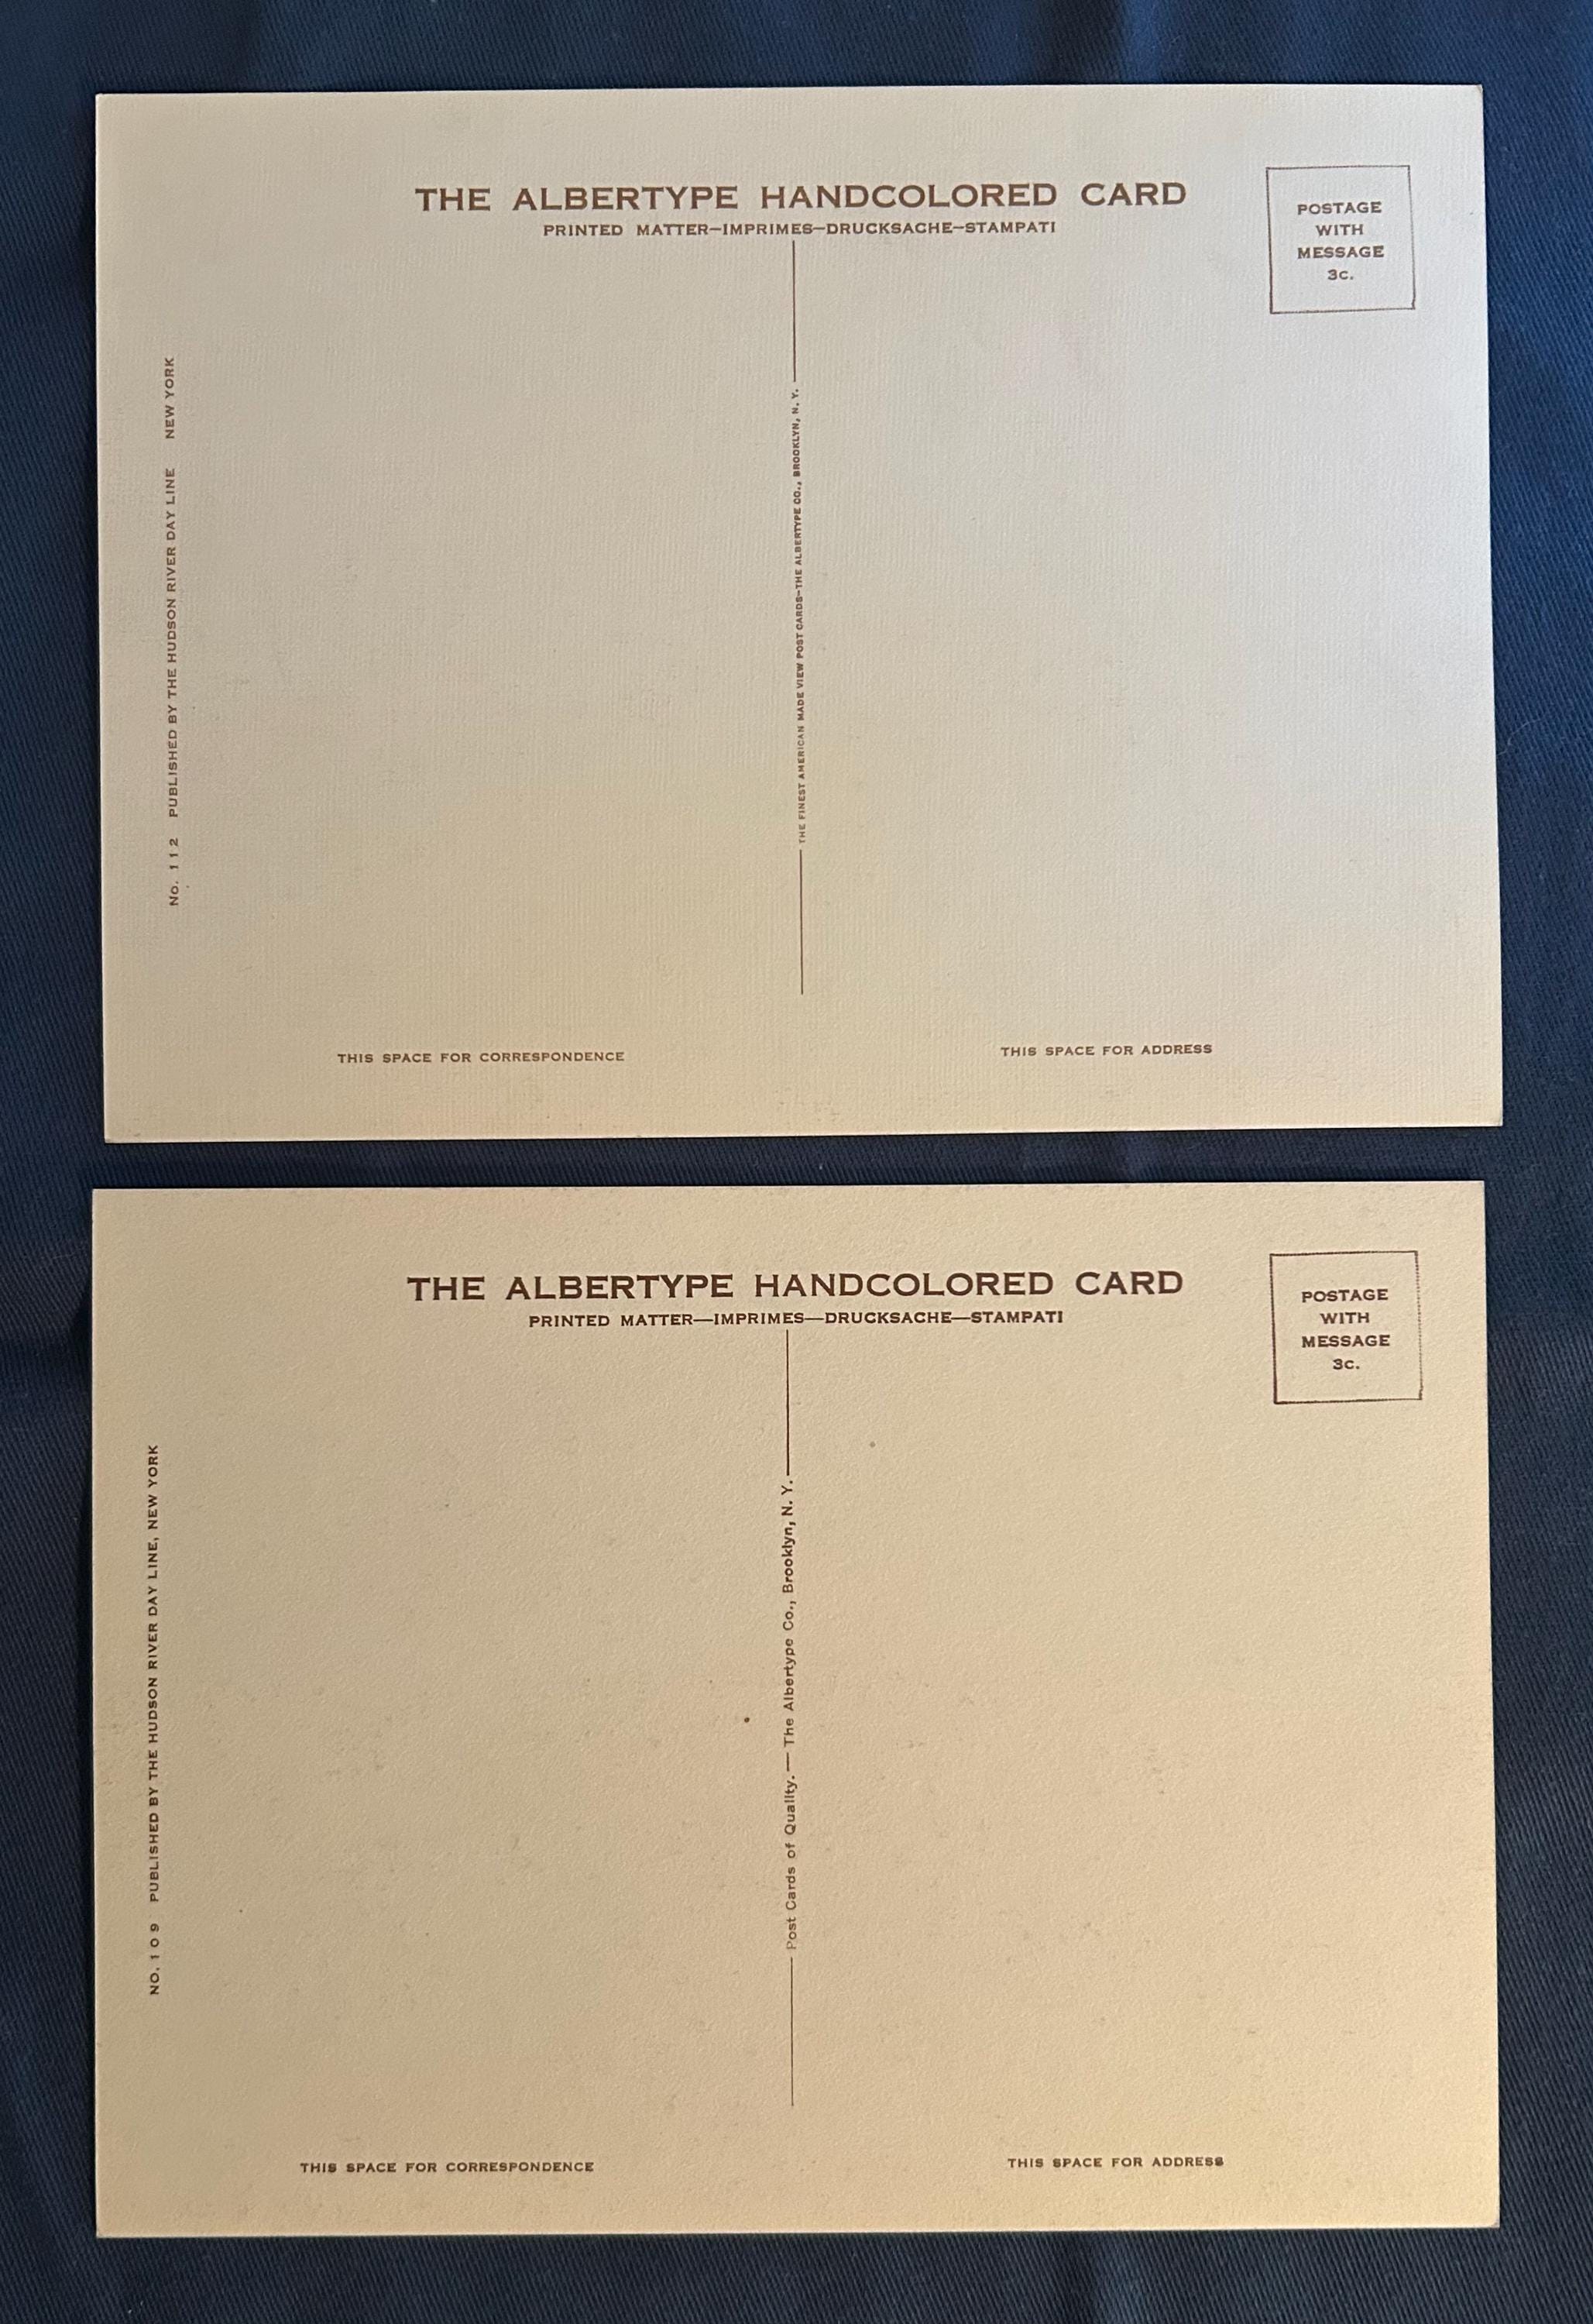 THE ALBERTYPE HANDCOLORED CARD
PRINTED MATTER—IMPRIMES—DRUCKSACHE—STAMPATI
POSTAGE
WITH
MESSAGE
3c.
No. 112 PUBLISHED BY THE HUDSON RIVER DAY LINE NEW YORK
THE FINEST AMERICAN MADE VIEW POST CARDS—THE ALBERTYPE CO., BROOKLYN, N. Y.
THIS SPACE FOR CORRESPONDENCE
THIS SPACE FOR ADDRESS
THE ALBERTYPE HANDCOLORED CARD
PRINTED MATTER—IMPRIMES—DRUCKSACHE—STAMPATI
POSTAGE
WITH
MESSAGE
3c.
NO. 109 PUBLISHED BY THE HUDSON RIVER DAY LINE, NEW YORK
Post Cards of Quality. — The Albertype Co., Brooklyn, N. Y.
THIS SPACE FOR CORRESPONDENCE
THIS SPACE FOR ADDRESS